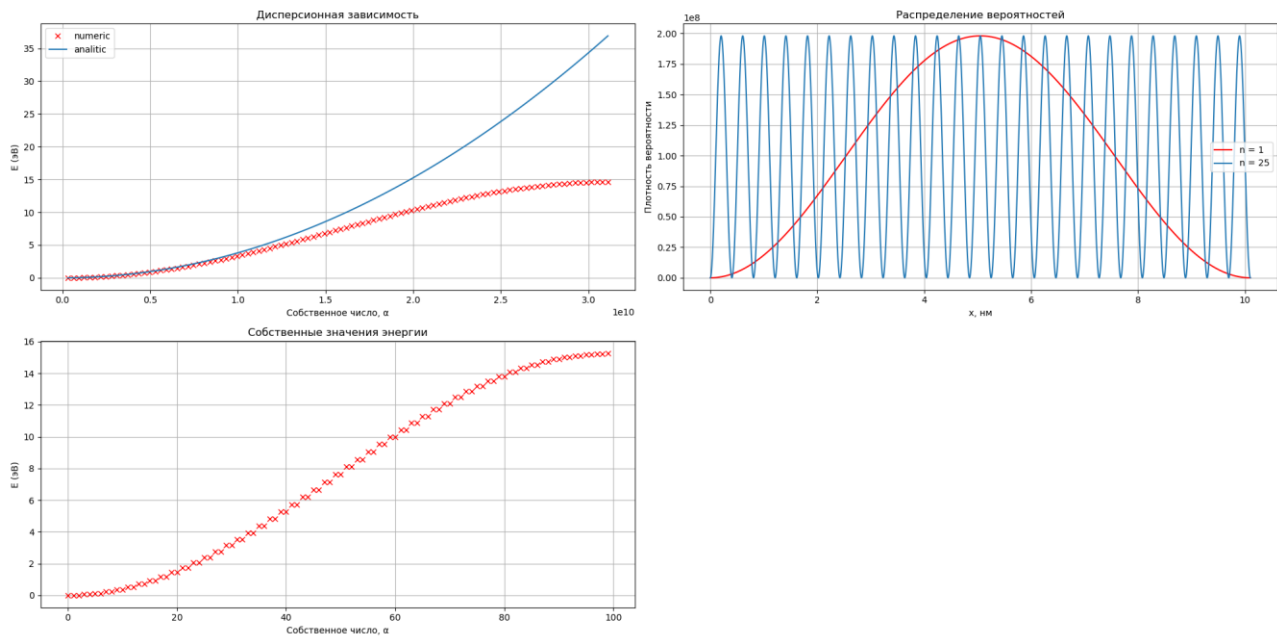 Дисперсионная зависимость
numeric
analitic
E (эВ)
35
30
25
20
15
10
5
0
0.0 0.5 1.0 1.5 2.0 2.5 3.0
Собственное число, α
1e10
Распределение вероятностей
1e8
Плотность вероятности
2.00
1.75
1.50
1.25
1.00
0.75
0.50
0.25
0.00
n = 1
n = 25
0 2 4 6 8 10
x, нм
Собственные значения энергии
E (эВ)
16
14
12
10
8
6
4
2
0
0 20 40 60 80 100
Собственное число, α